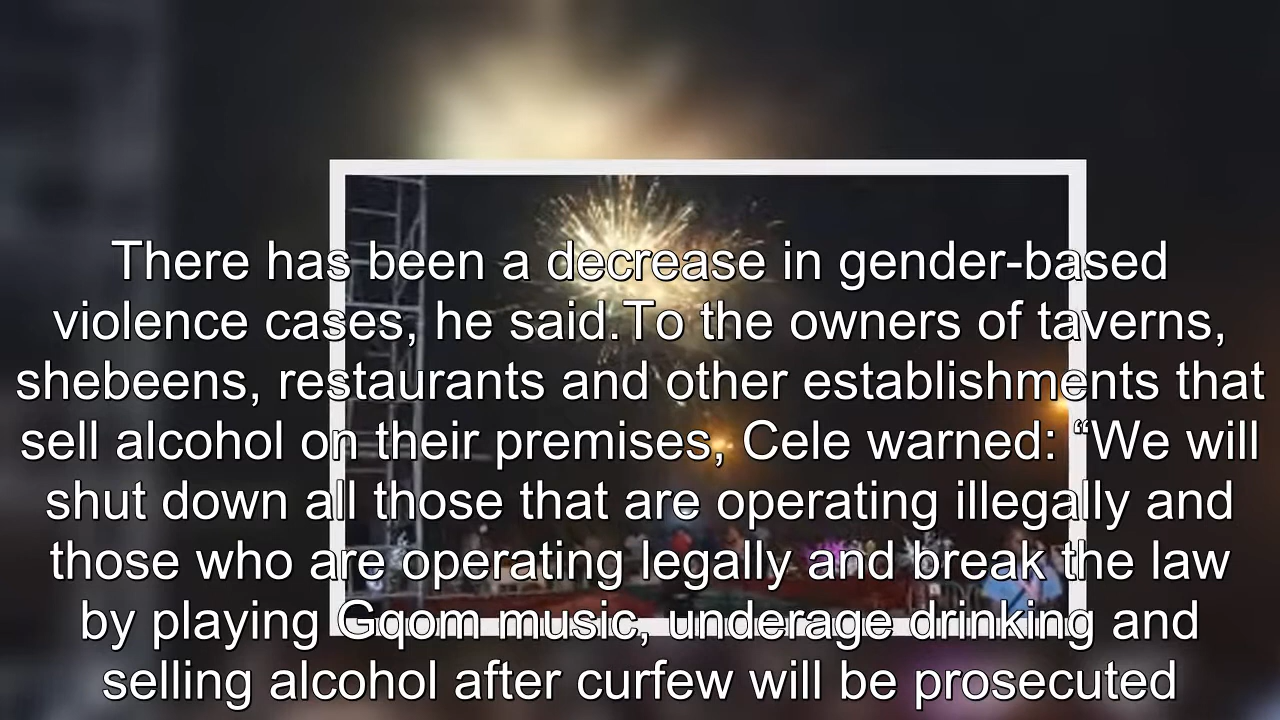 There has been a decrease in gender-based
violence cases, he said.To the owners of taverns,
shebeens, restaurants and other establishments that
sell alcohol on their premises, Cele warned: “We will
shut down all those that are operating illegally and
those who are operating legally and break the law
by playing Gqom music, underage drinking and
selling alcohol after curfew will be prosecuted